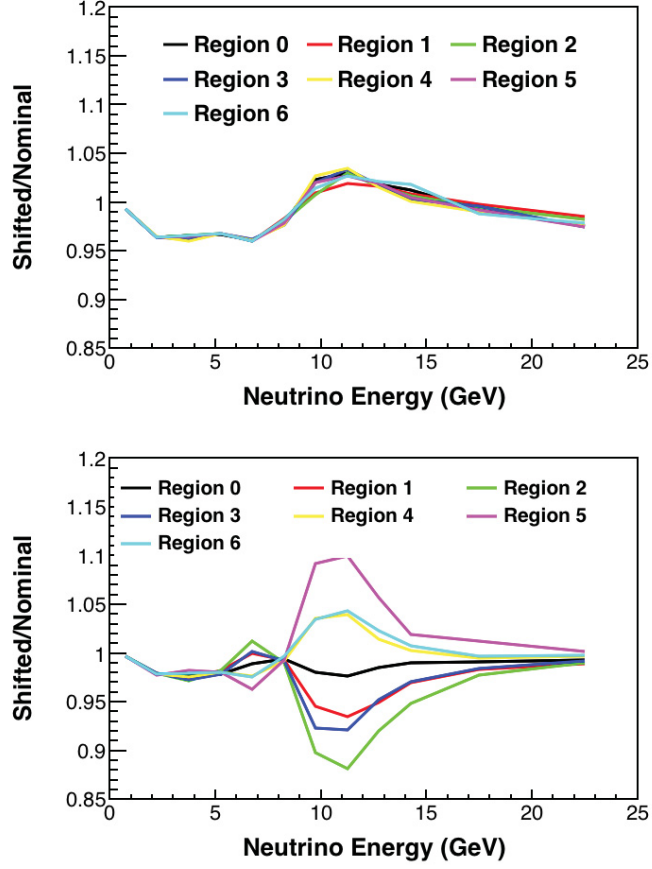 1.2
Region 0 Region 1 Region 2
1.15
Region 3 Region 4 Region 5
1.1
Region 6
1.05
1
0.95
0.9
0.85
Shifted/Nominal
0 5 10 15 20 25
Neutrino Energy (GeV)
1.2
Region 0 Region 1 Region 2
1.15
Region 3 Region 4 Region 5
Region 6
1.1
1.05
1
0.95
0.9
0.85
Shifted/Nominal
0 5 10 15 20 25
Neutrino Energy (GeV)